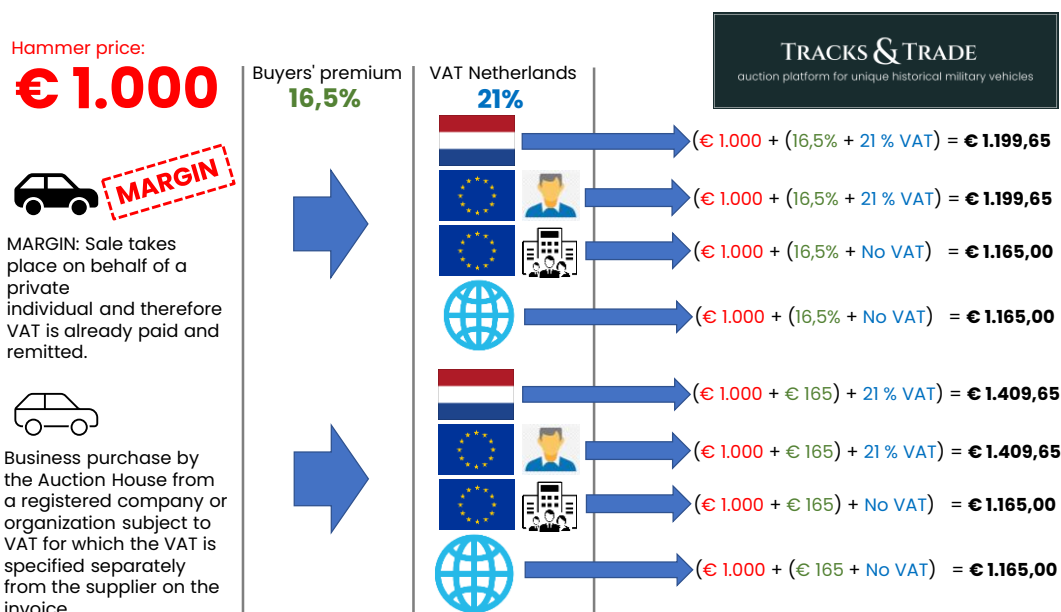 Hammer price:
€ 1.000
Buyers' premium
16,5%
VAT Netherlands
21%
TRACKS & TRADE
auction platform for unique historical military vehicles
MARGIN
MARGIN: Sale takes
place on behalf of a
private
individual and therefore
VAT is already paid and
remitted.
(€ 1.000 + (16,5% + 21 % VAT) = € 1.199,65
(€ 1.000 + (16,5% + 21 % VAT) = € 1.199,65
(€ 1.000 + (16,5% + No VAT) = € 1.165,00
(€ 1.000 + (16,5% + No VAT) = € 1.165,00
Business purchase by
the Auction House from
a registered company or
organization subject to
VAT for which the VAT is
specified separately
from the supplier on the
invoice
(€ 1.000 + € 165) + 21 % VAT) = € 1.409,65
(€ 1.000 + € 165) + 21 % VAT) = € 1.409,65
(€ 1.000 + € 165) + No VAT) = € 1.165,00
(€ 1.000 + (€ 165 + No VAT) = € 1.165,00